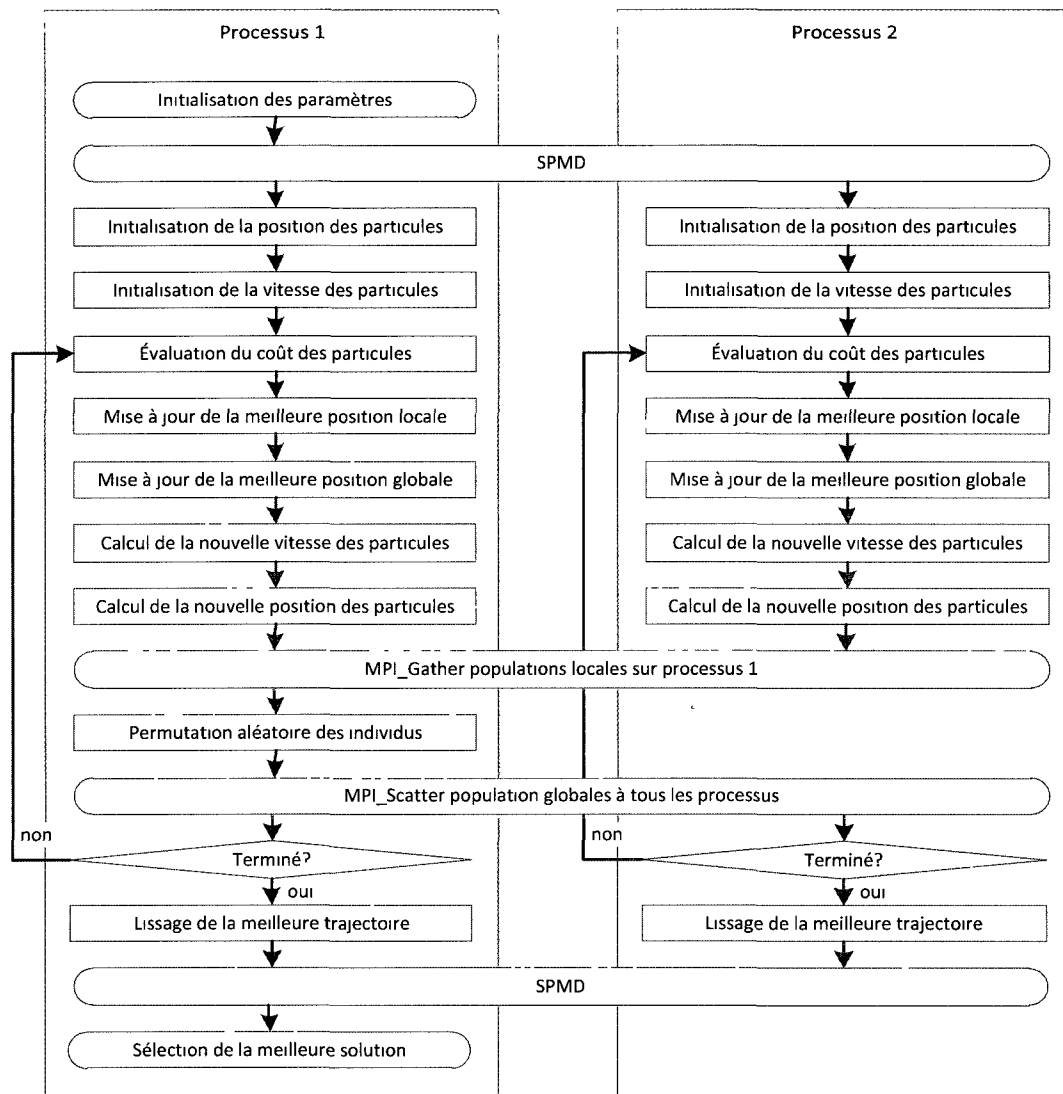 Processus 1
Processus 2
Initialisation des paramètres
SPMD
Initialisation de la position des particules
Initialisation de la position des particules
Initialisation de la vitesse des particules
Initialisation de la vitesse des particules
Évaluation du coût des particules
Évaluation du coût des particules
Mise à jour de la meilleure position locale
Mise à jour de la meilleure position locale
Mise à jour de la meilleure position globale
Mise à jour de la meilleure position globale
Calcul de la nouvelle vitesse des particules
Calcul de la nouvelle vitesse des particules
Calcul de la nouvelle position des particules
Calcul de la nouvelle position des particules
MPI_Gather populations locales sur processus 1
Permutation aléatoire des individus
MPI_Scatter population globales à tous les processus
non
non
Terminé?
Terminé?
oui
oui
Lissage de la meilleure trajectoire
Lissage de la meilleure trajectoire
SPMD
Sélection de la meilleure solution